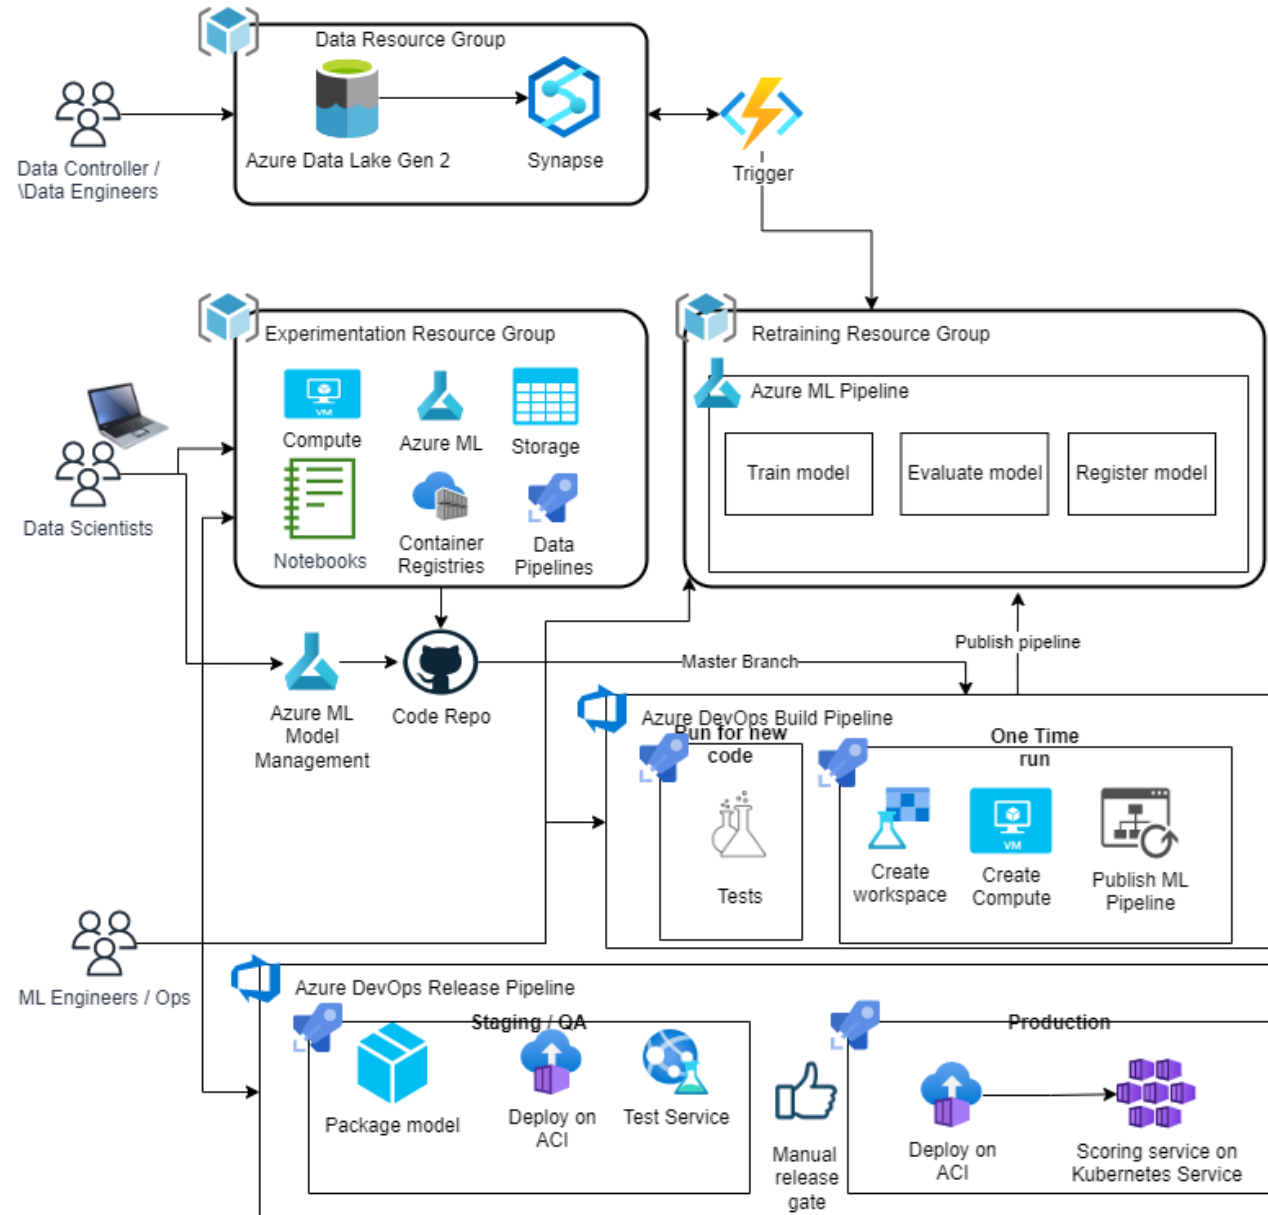 Data Resource Group
Azure Data Lake Gen 2
Synapse
Trigger
Data Controller /
\Data Engineers
Experimentation Resource Group
VM
Compute
Azure ML
Storage
Notebooks
Container
Registries
Data
Pipelines
Data Scientists
Retraining Resource Group
Azure ML Pipeline
Train model
Evaluate model
Register model
Publish pipeline
Master Branch
Azure ML
Model
Management
Code Repo
Azure DevOps Build Pipeline
Run for new
code
Tests
One Time
run
Create
workspace
VM
Create
Compute
Publish ML
Pipeline
ML Engineers / Ops
Azure DevOps Release Pipeline
Staging / QA
Package model
Deploy on
ACI
Test Service
Manual
release
gate
Production
Deploy on
ACI
Scoring service on
Kubernetes Service